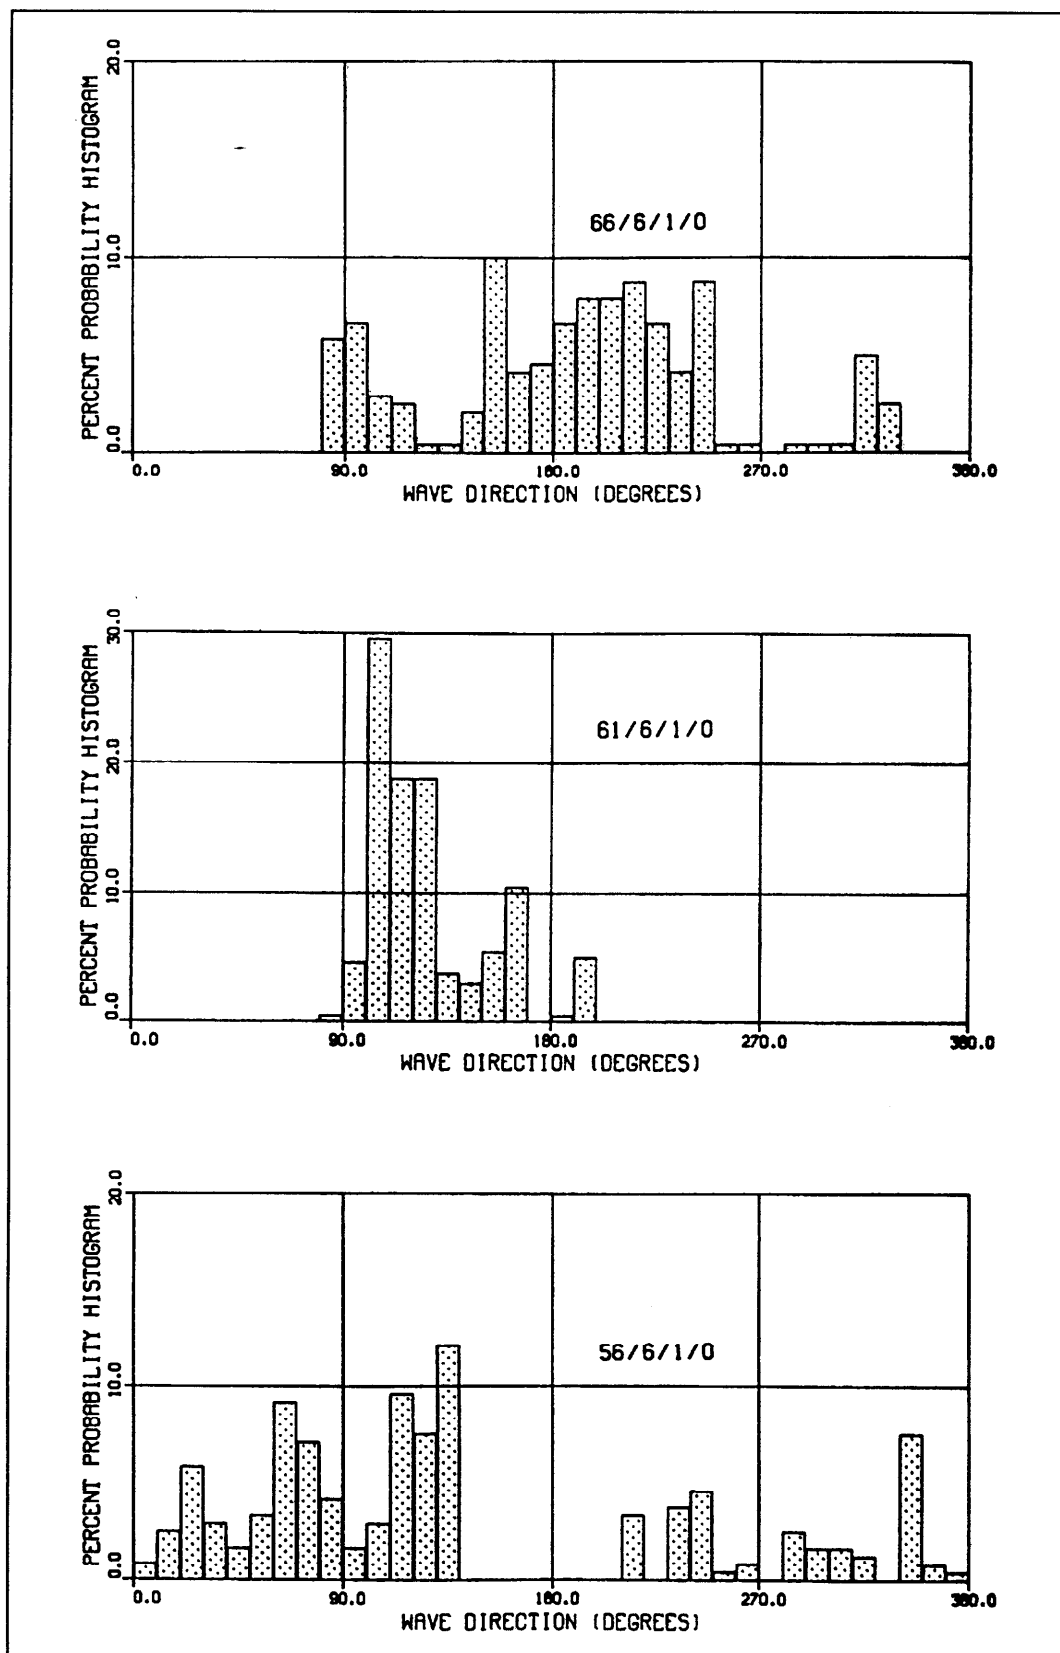 PERCENT PROBABILITY HISTOGRAM
20.0
10.0
0.0
66/6/1/0
0.0 90.0 180.0 270.0 360.0
WAVE DIRECTION (DEGREES)
PERCENT PROBABILITY HISTOGRAM
30.0
20.0
10.0
0.0
61/6/1/0
0.0 90.0 180.0 270.0 360.0
WAVE DIRECTION (DEGREES)
PERCENT PROBABILITY HISTOGRAM
20.0
10.0
0.0
56/6/1/0
0.0 90.0 180.0 270.0 360.0
WAVE DIRECTION (DEGREES)